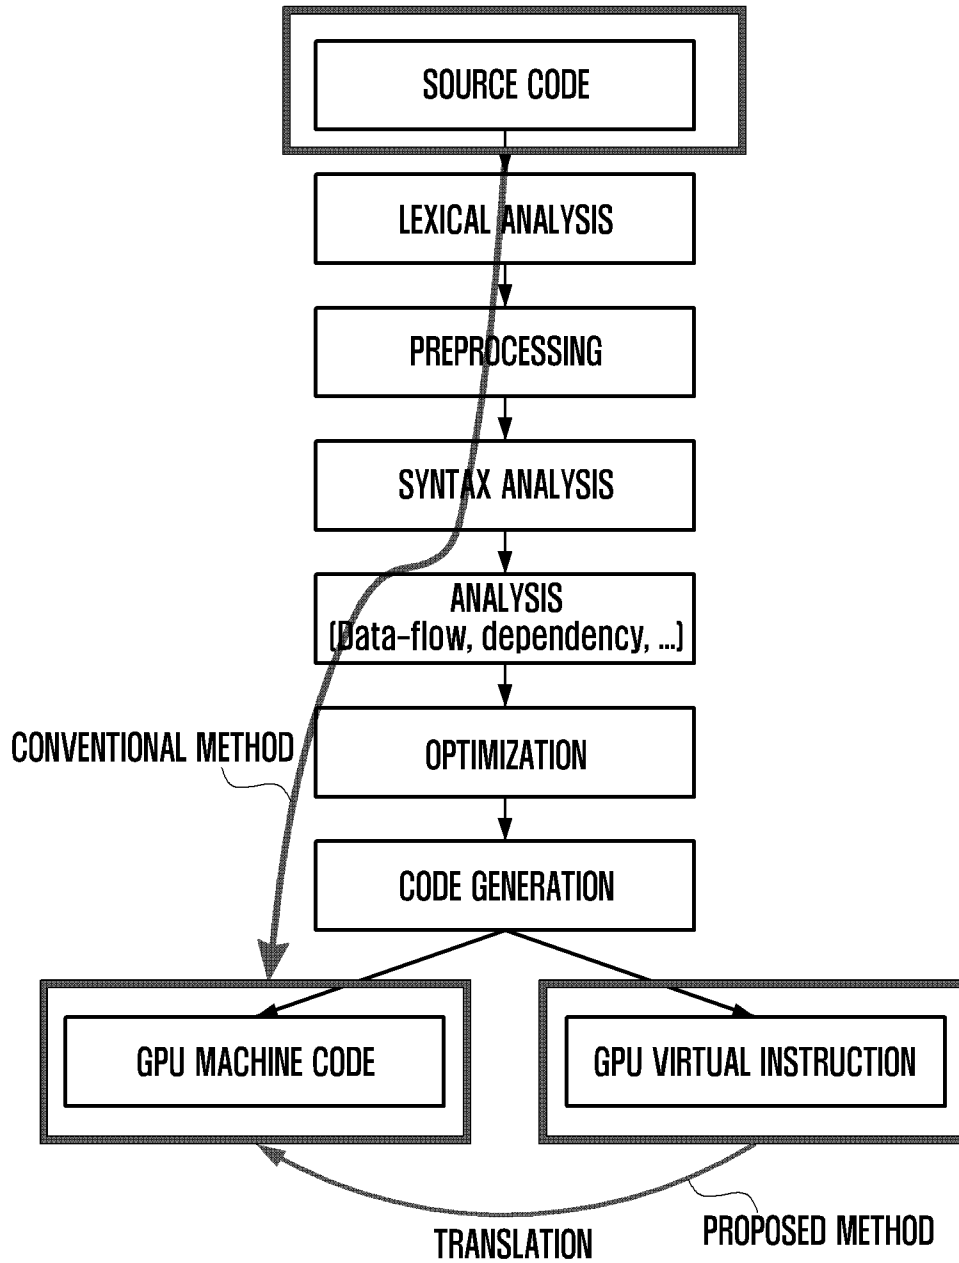 SOURCE CODE
LEXICAL ANALYSIS
PREPROCESSING
SYNTAX ANALYSIS
ANALYSIS
(Data-flow, dependency, ...)
CONVENTIONAL METHOD
OPTIMIZATION
CODE GENERATION
GPU MACHINE CODE
GPU VIRTUAL INSTRUCTION
TRANSLATION
PROPOSED METHOD